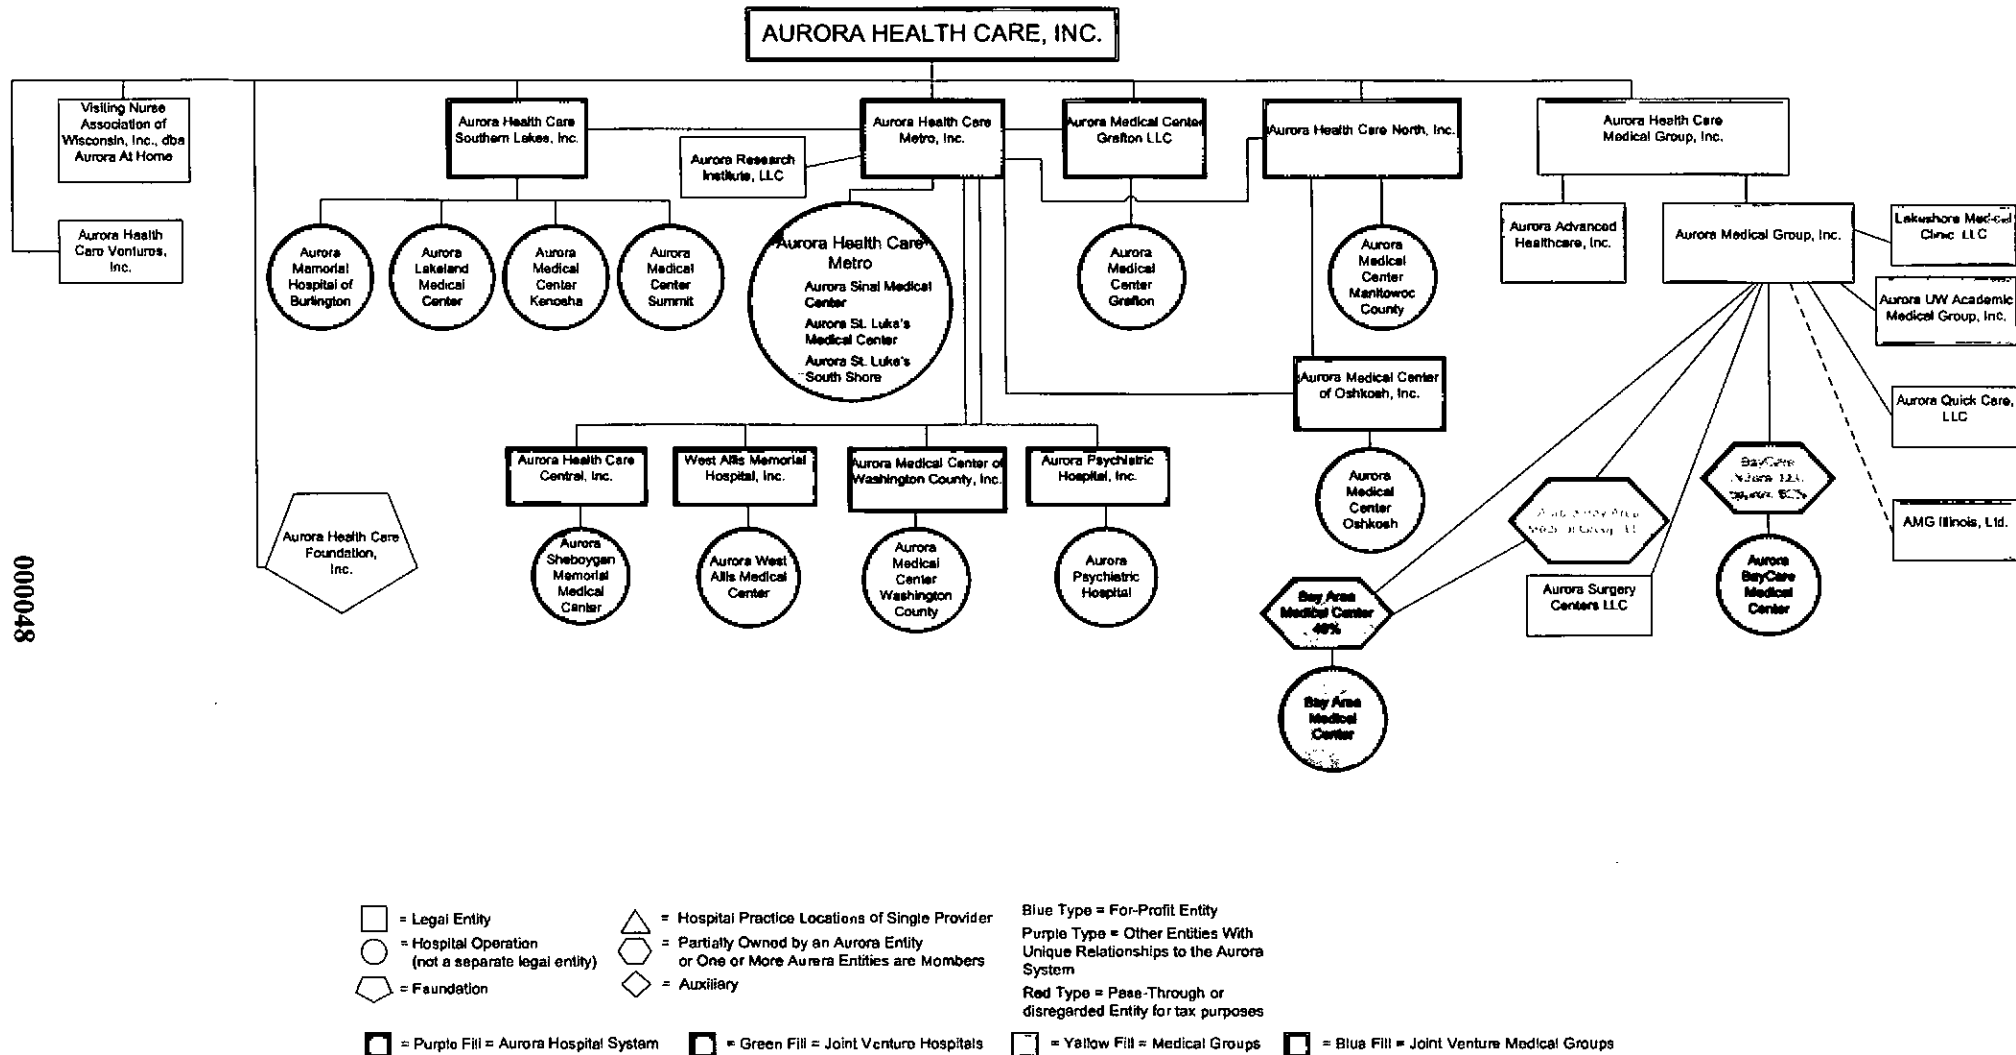 AURORA HEALTH CARE, INC.
Visiting Nurse
Association of
Wisconsin, Inc., dba
Aurora At Home
Aurora Health
Care Ventures,
Inc.
Aurora Health Care
Southern Lakes, Inc.
Aurora Research
Institute, LLC
Aurora Health Care
Metro, Inc.
Aurora Medical Center
Grafton LLC
Aurora Health Care North, Inc.
Aurora Health Care
Medical Group, Inc.
Aurora Advanced
Healthcare, Inc.
Aurora Medical Group, Inc.
Lakeshore Medical
Clinic LLC
Aurora UW Academic
Medical Group, Inc.
Aurora Quick Care,
LLC
AMG Illinois, Ltd.
Aurora
Memorial
Hospital of
Burlington
Aurora
Lakeland
Medical
Center
Aurora
Medical
Center
Kenosha
Aurora
Medical
Center
Summit
Aurora Health Care
Metro
Aurora Sinai Medical
Center
Aurora St. Luke's
Medical Center
Aurora St. Luke's
South Shore
Aurora
Medical
Center
Grafton
Aurora
Medical
Center
Manitowoc
County
Aurora Medical Center
of Oshkosh, Inc.
Aurora
Medical
Center
Oshkosh
Aurora Health Care
Central, Inc.
West Allis Memorial
Hospital, Inc.
Aurora Medical Center of
Washington County, Inc.
Aurora Psychiatric
Hospital, Inc.
Aurora
Sheboygan
Memorial
Medical
Center
Aurora West
Allis Medical
Center
Aurora
Medical
Center
Washington
County
Aurora
Psychiatric
Hospital
Aurora Health Care
Foundation,
Inc.
Bay Area
Medical Center
49%
Bay Area
Medical
Center
Bay Area
Medical Group
Aurora Surgery
Centers LLC
BayCare
Aurora
BayCare
Medical
Center
000048
= Legal Entity
= Hospital Operation
(not a separate legal entity)
= Foundation
= Hospital Practice Locations of Single Provider
= Partially Owned by an Aurora Entity
or One or More Aurora Entities are Members
= Auxiliary
Blue Type = For-Profit Entity
Purple Type = Other Entities With
Unique Relationships to the Aurora
System
Red Type = Pass-Through or
disregarded Entity for tax purposes
= Purple Fill = Aurora Hospital System
= Green Fill = Joint Venture Hospitals
= Yellow Fill = Medical Groups
= Blue Fill = Joint Venture Medical Groups